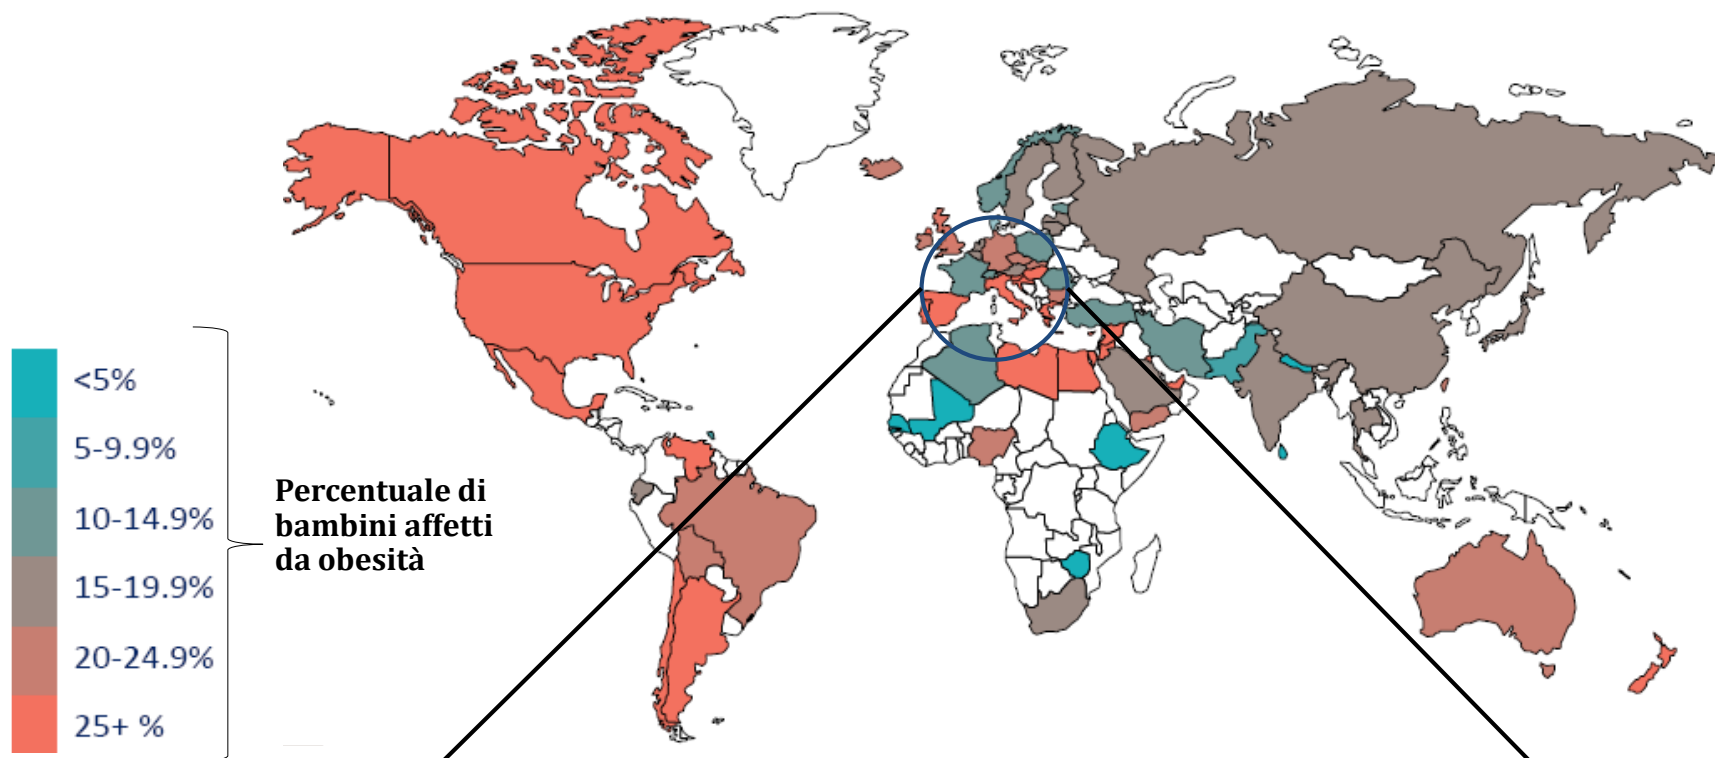 <5%
5-9.9%
10-14.9%
15-19.9%
20-24.9%
25+ %
Percentuale di
bambini affetti
da obesità